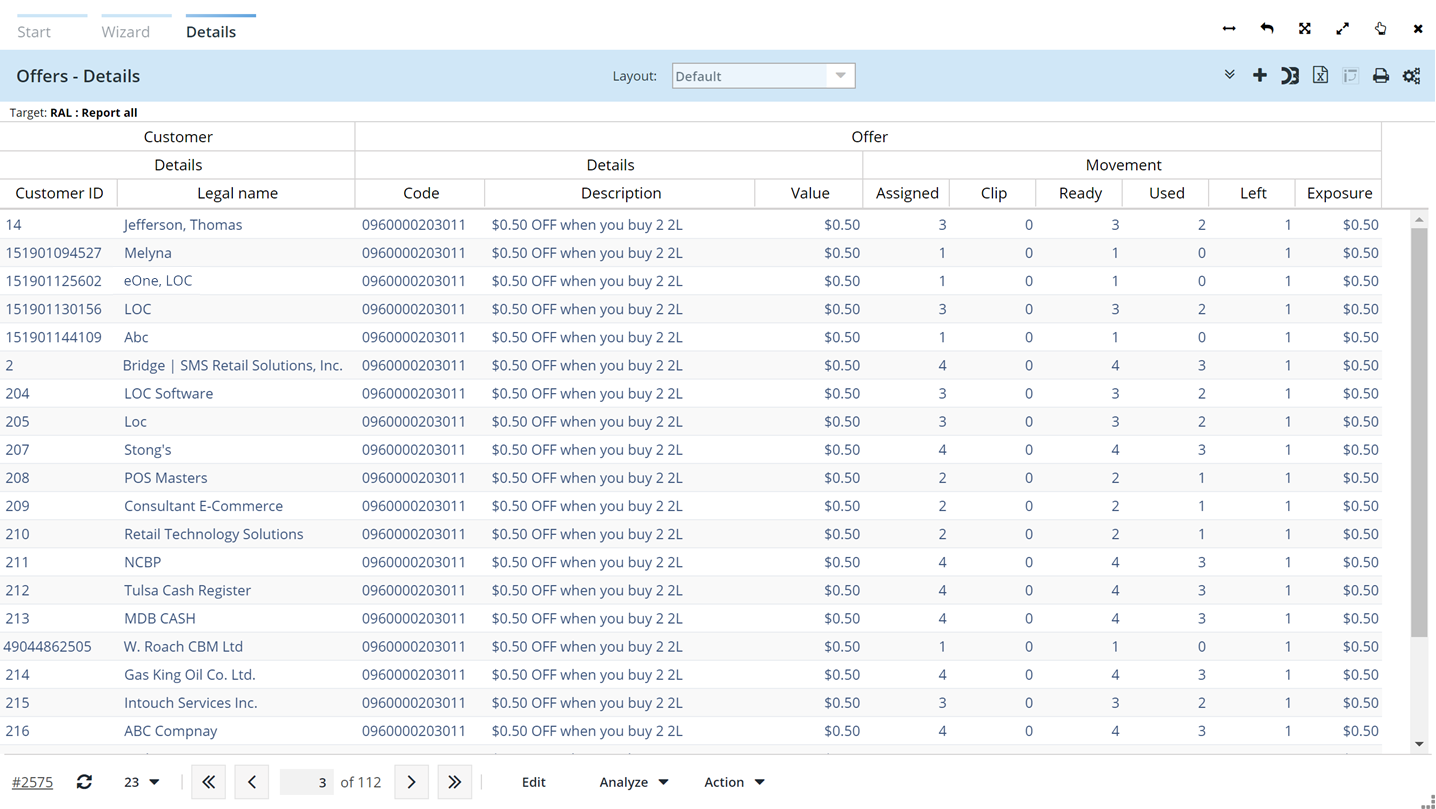 Start Wizard Details
Offers - Details Layout: Default
Target: RAL : Report all
Customer Offer
Details Details Movement
Customer ID Legal name Code Description Value Assigned Clip Ready Used Left Exposure
14 Jefferson, Thomas 0960000203011 $0.50 OFF when you buy 2 2L $0.50 3 0 3 2 1 $0.50
151901094527 Melyna 0960000203011 $0.50 OFF when you buy 2 2L $0.50 1 0 1 0 1 $0.50
151901125602 eOne, LOC 0960000203011 $0.50 OFF when you buy 2 2L $0.50 1 0 1 0 1 $0.50
151901130156 LOC 0960000203011 $0.50 OFF when you buy 2 2L $0.50 3 0 3 2 1 $0.50
151901144109 Abc 0960000203011 $0.50 OFF when you buy 2 2L $0.50 1 0 1 0 1 $0.50
2 Bridge | SMS Retail Solutions, Inc. 0960000203011 $0.50 OFF when you buy 2 2L $0.50 4 0 4 3 1 $0.50
204 LOC Software 0960000203011 $0.50 OFF when you buy 2 2L $0.50 3 0 3 2 1 $0.50
205 Loc 0960000203011 $0.50 OFF when you buy 2 2L $0.50 3 0 3 2 1 $0.50
207 Stong's 0960000203011 $0.50 OFF when you buy 2 2L $0.50 4 0 4 3 1 $0.50
208 POS Masters 0960000203011 $0.50 OFF when you buy 2 2L $0.50 2 0 2 1 1 $0.50
209 Consultant E-Commerce 0960000203011 $0.50 OFF when you buy 2 2L $0.50 2 0 2 1 1 $0.50
210 Retail Technology Solutions 0960000203011 $0.50 OFF when you buy 2 2L $0.50 2 0 2 1 1 $0.50
211 NCBP 0960000203011 $0.50 OFF when you buy 2 2L $0.50 4 0 4 3 1 $0.50
212 Tulsa Cash Register 0960000203011 $0.50 OFF when you buy 2 2L $0.50 4 0 4 3 1 $0.50
213 MDB CASH 0960000203011 $0.50 OFF when you buy 2 2L $0.50 4 0 4 3 1 $0.50
49044862505 W. Roach CBM Ltd 0960000203011 $0.50 OFF when you buy 2 2L $0.50 1 0 1 0 1 $0.50
214 Gas King Oil Co. Ltd. 0960000203011 $0.50 OFF when you buy 2 2L $0.50 4 0 4 3 1 $0.50
215 Intouch Services Inc. 0960000203011 $0.50 OFF when you buy 2 2L $0.50 3 0 3 2 1 $0.50
216 ABC Compnay 0960000203011 $0.50 OFF when you buy 2 2L $0.50 4 0 4 3 1 $0.50
#2575 23 3 of 112 Edit Analyze Action